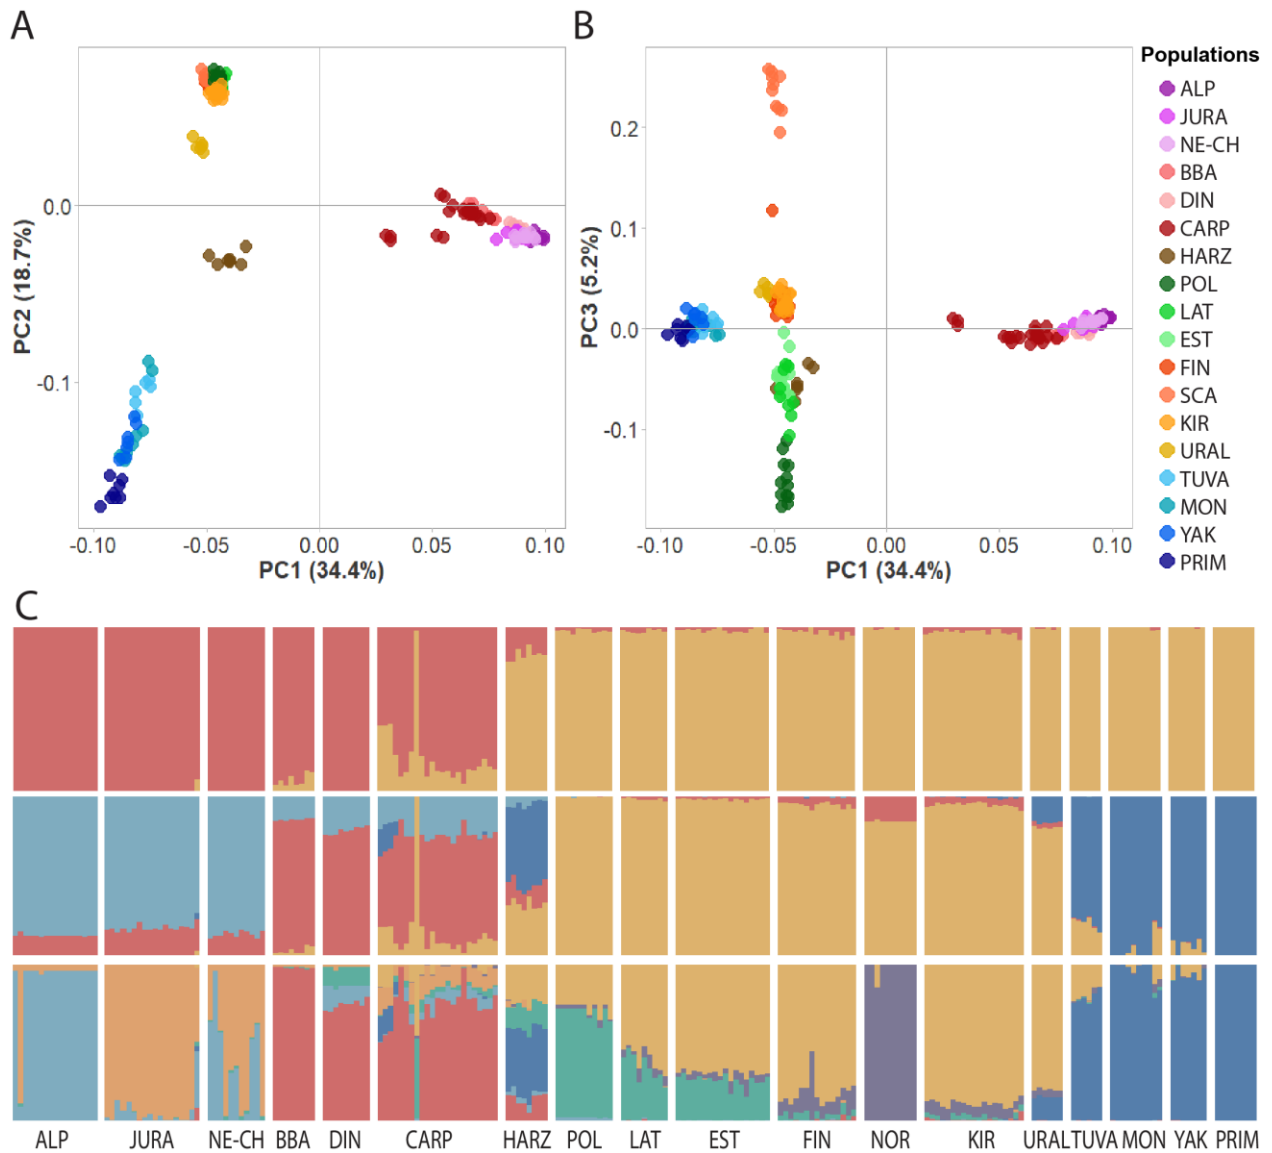 A
B
Populations
ALP
JURA
NE-CH
BBA
DIN
CARP
HARZ
POL
LAT
EST
FIN
SCA
KIR
URAL
TUVA
MON
YAK
PRIM
PC2 (18.7%)
0.0
-0.1
-0.10 -0.05 0.00 0.05 0.10
PC1 (34.4%)
PC3 (5.2%)
0.2
0.1
0.0
-0.1
-0.10 -0.05 0.00 0.05 0.10
PC1 (34.4%)
C
ALP JURA NE-CH BBA DIN CARP HARZ POL LAT EST FIN NOR KIR URAL TUVA MON YAK PRIM